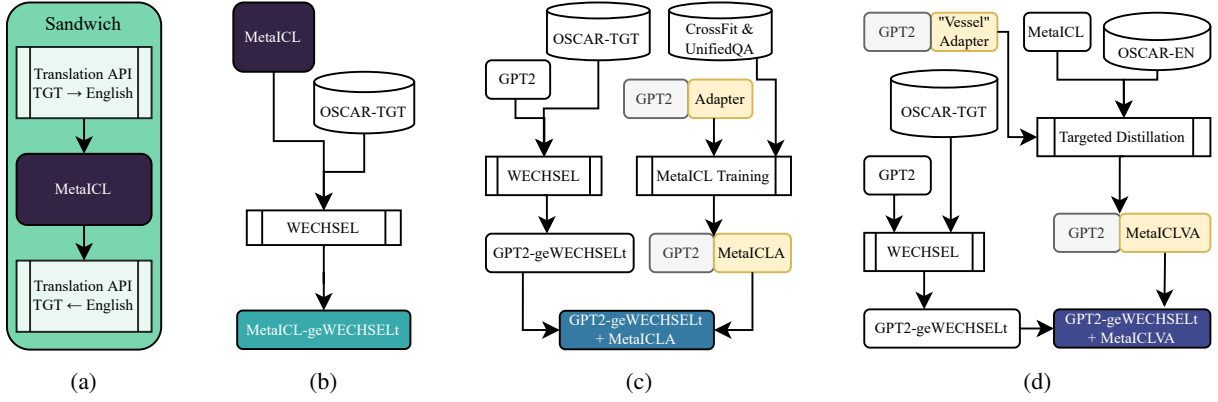 Sandwich
Translation API
TGT → English
MetaICL
Translation API
TGT ← English
(a)
MetaICL
OSCAR-TGT
WECHSEL
MetaICL-geWECHSELt
(b)
OSCAR-TGT
CrossFit &
UnifiedQA
GPT2
GPT2
Adapter
WECHSEL
MetaICL Training
GPT2-geWECHSELt
GPT2
MetaICLA
GPT2-geWECHSELt
+ MetaICLA
(c)
GPT2
"Vessel"
Adapter
MetaICL
OSCAR-EN
OSCAR-TGT
Targeted Distillation
GPT2
WECHSEL
GPT2
MetaICLVA
GPT2-geWECHSELt
GPT2-geWECHSELt
+ MetaICLVA
(d)